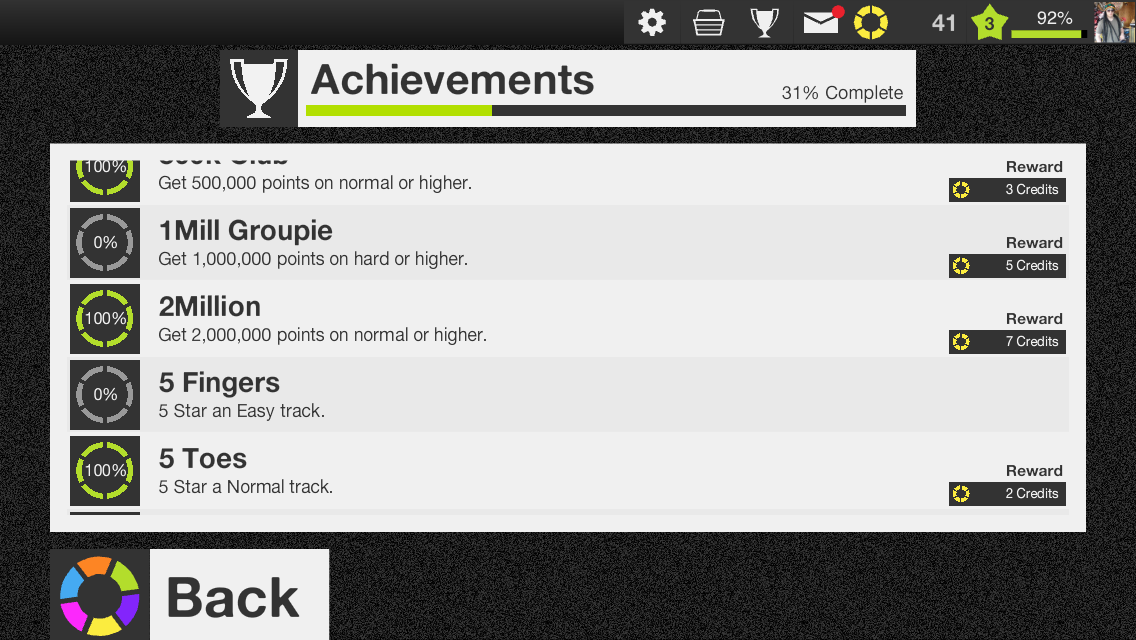 41 3 92%
Achievements
31% Complete
100%
Get 500,000 points on normal or higher.
Reward
3 Credits
0%
1Mill Groupie
Get 1,000,000 points on hard or higher.
Reward
5 Credits
100%
2Million
Get 2,000,000 points on normal or higher.
Reward
7 Credits
0%
5 Fingers
5 Star an Easy track.
100%
5 Toes
5 Star a Normal track.
Reward
2 Credits
Back